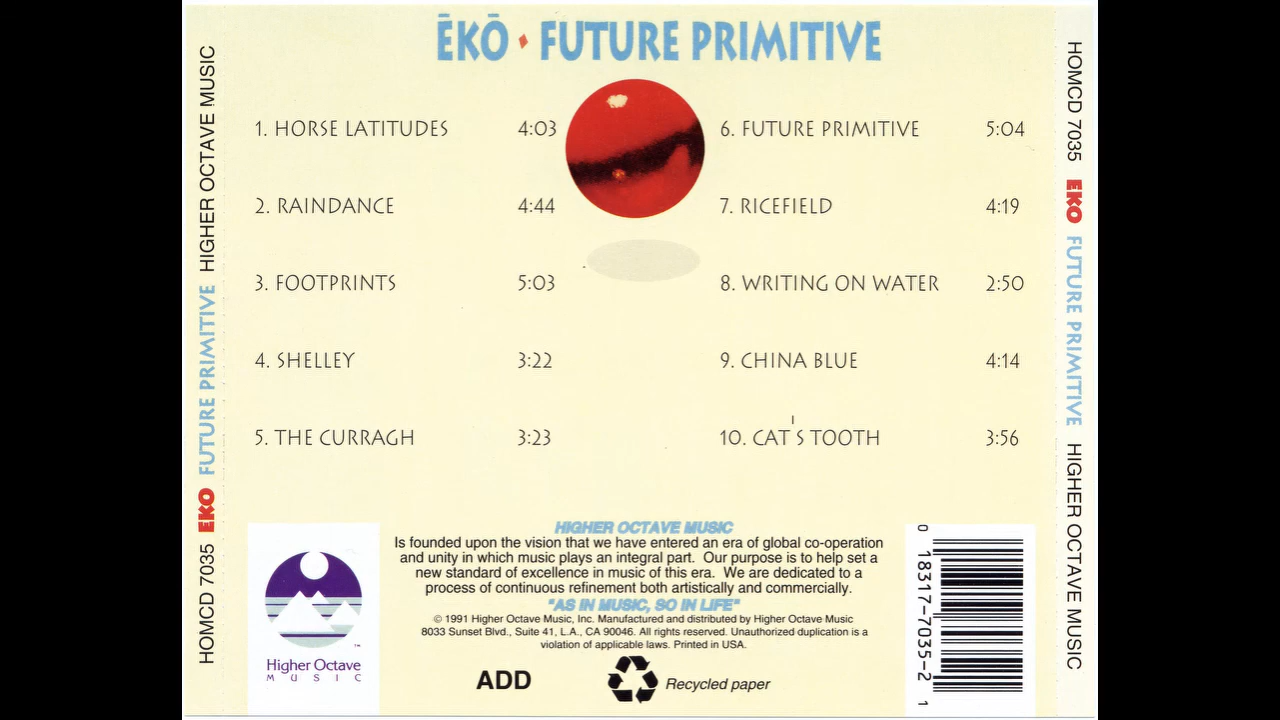 ĒKŌ • FUTURE PRIMITIVE
1. HORSE LATITUDES 4:03
2. RAINDANCE 4:44
3. FOOTPRINTS 5:03
4. SHELLEY 3:22
5. THE CURRAGH 3:23
6. FUTURE PRIMITIVE 5:04
7. RICEFIELD 4:19
8. WRITING ON WATER 2:50
9. CHINA BLUE 4:14
10. CAT'S TOOTH 3:56
HIGHER OCTAVE MUSIC
Is founded upon the vision that we have entered an era of global co-operation
and unity in which music plays an integral part. Our purpose is to help set a
new standard of excellence in music of this era. We are dedicated to a
process of continuous refinement both artistically and commercially.
"AS IN MUSIC, SO IN LIFE"
© 1991 Higher Octave Music, Inc. Manufactured and distributed by Higher Octave Music
8033 Sunset Blvd., Suite 41, L.A., CA 90046. All rights reserved. Unauthorized duplication is a
violation of applicable laws. Printed in USA.
ADD
Recycled paper
Higher Octave
MUSIC
™
0 18317-7035-2 1
HOMCD 7035 EKO FUTURE PRIMITIVE HIGHER OCTAVE MUSIC
HOMCD 7035 EKO FUTURE PRIMITIVE HIGHER OCTAVE MUSIC